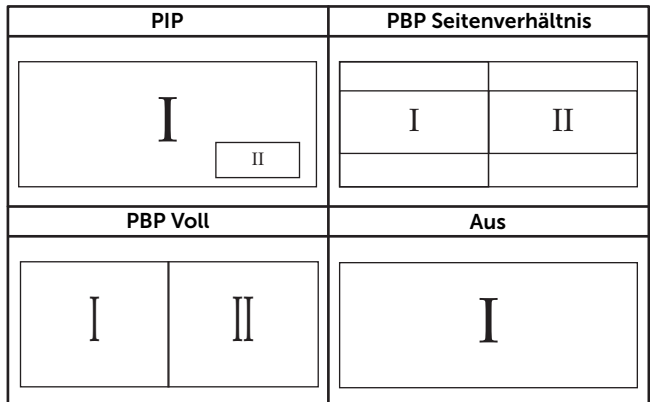 PIP PBP Seitenverhältnis
I II I II
PBP Voll Aus
I II I